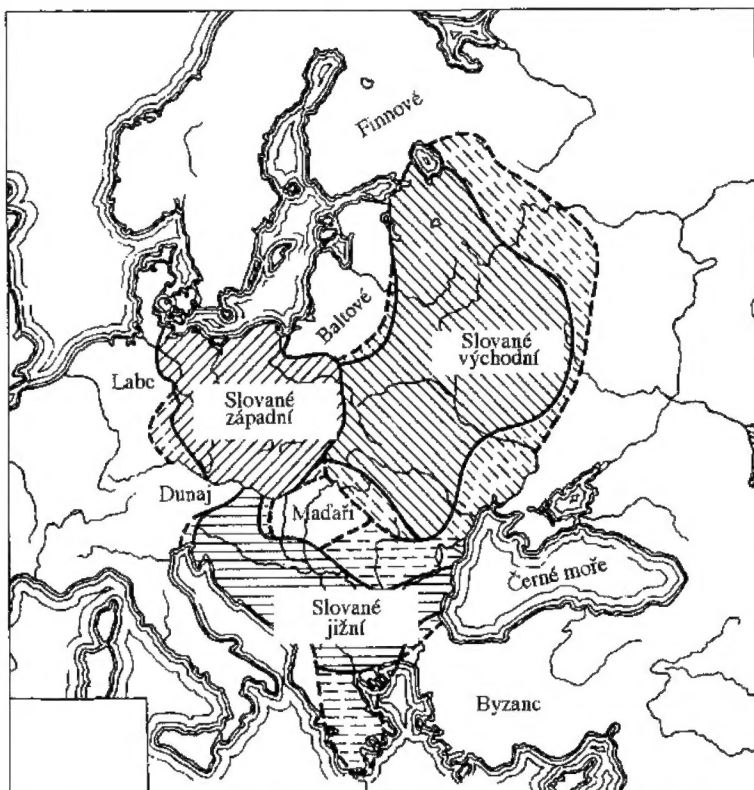 Finnové
Baltové
Slované
východní
Labe
Slované
západní
Dunaj
Maďaři
Černé moře
Slované
jižní
Byzanc